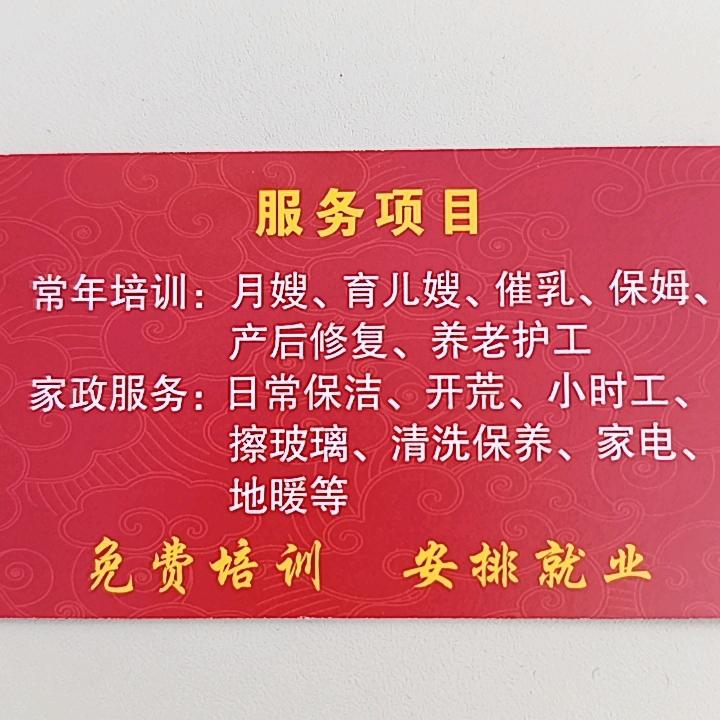 服务项目
常年培训：月嫂、育儿嫂、催乳、保姆、
产后修复、养老护工
家政服务：日常保洁、开荒、小时工、
擦玻璃、清洗保养、家电、
地暖等
免费培训 安排就业